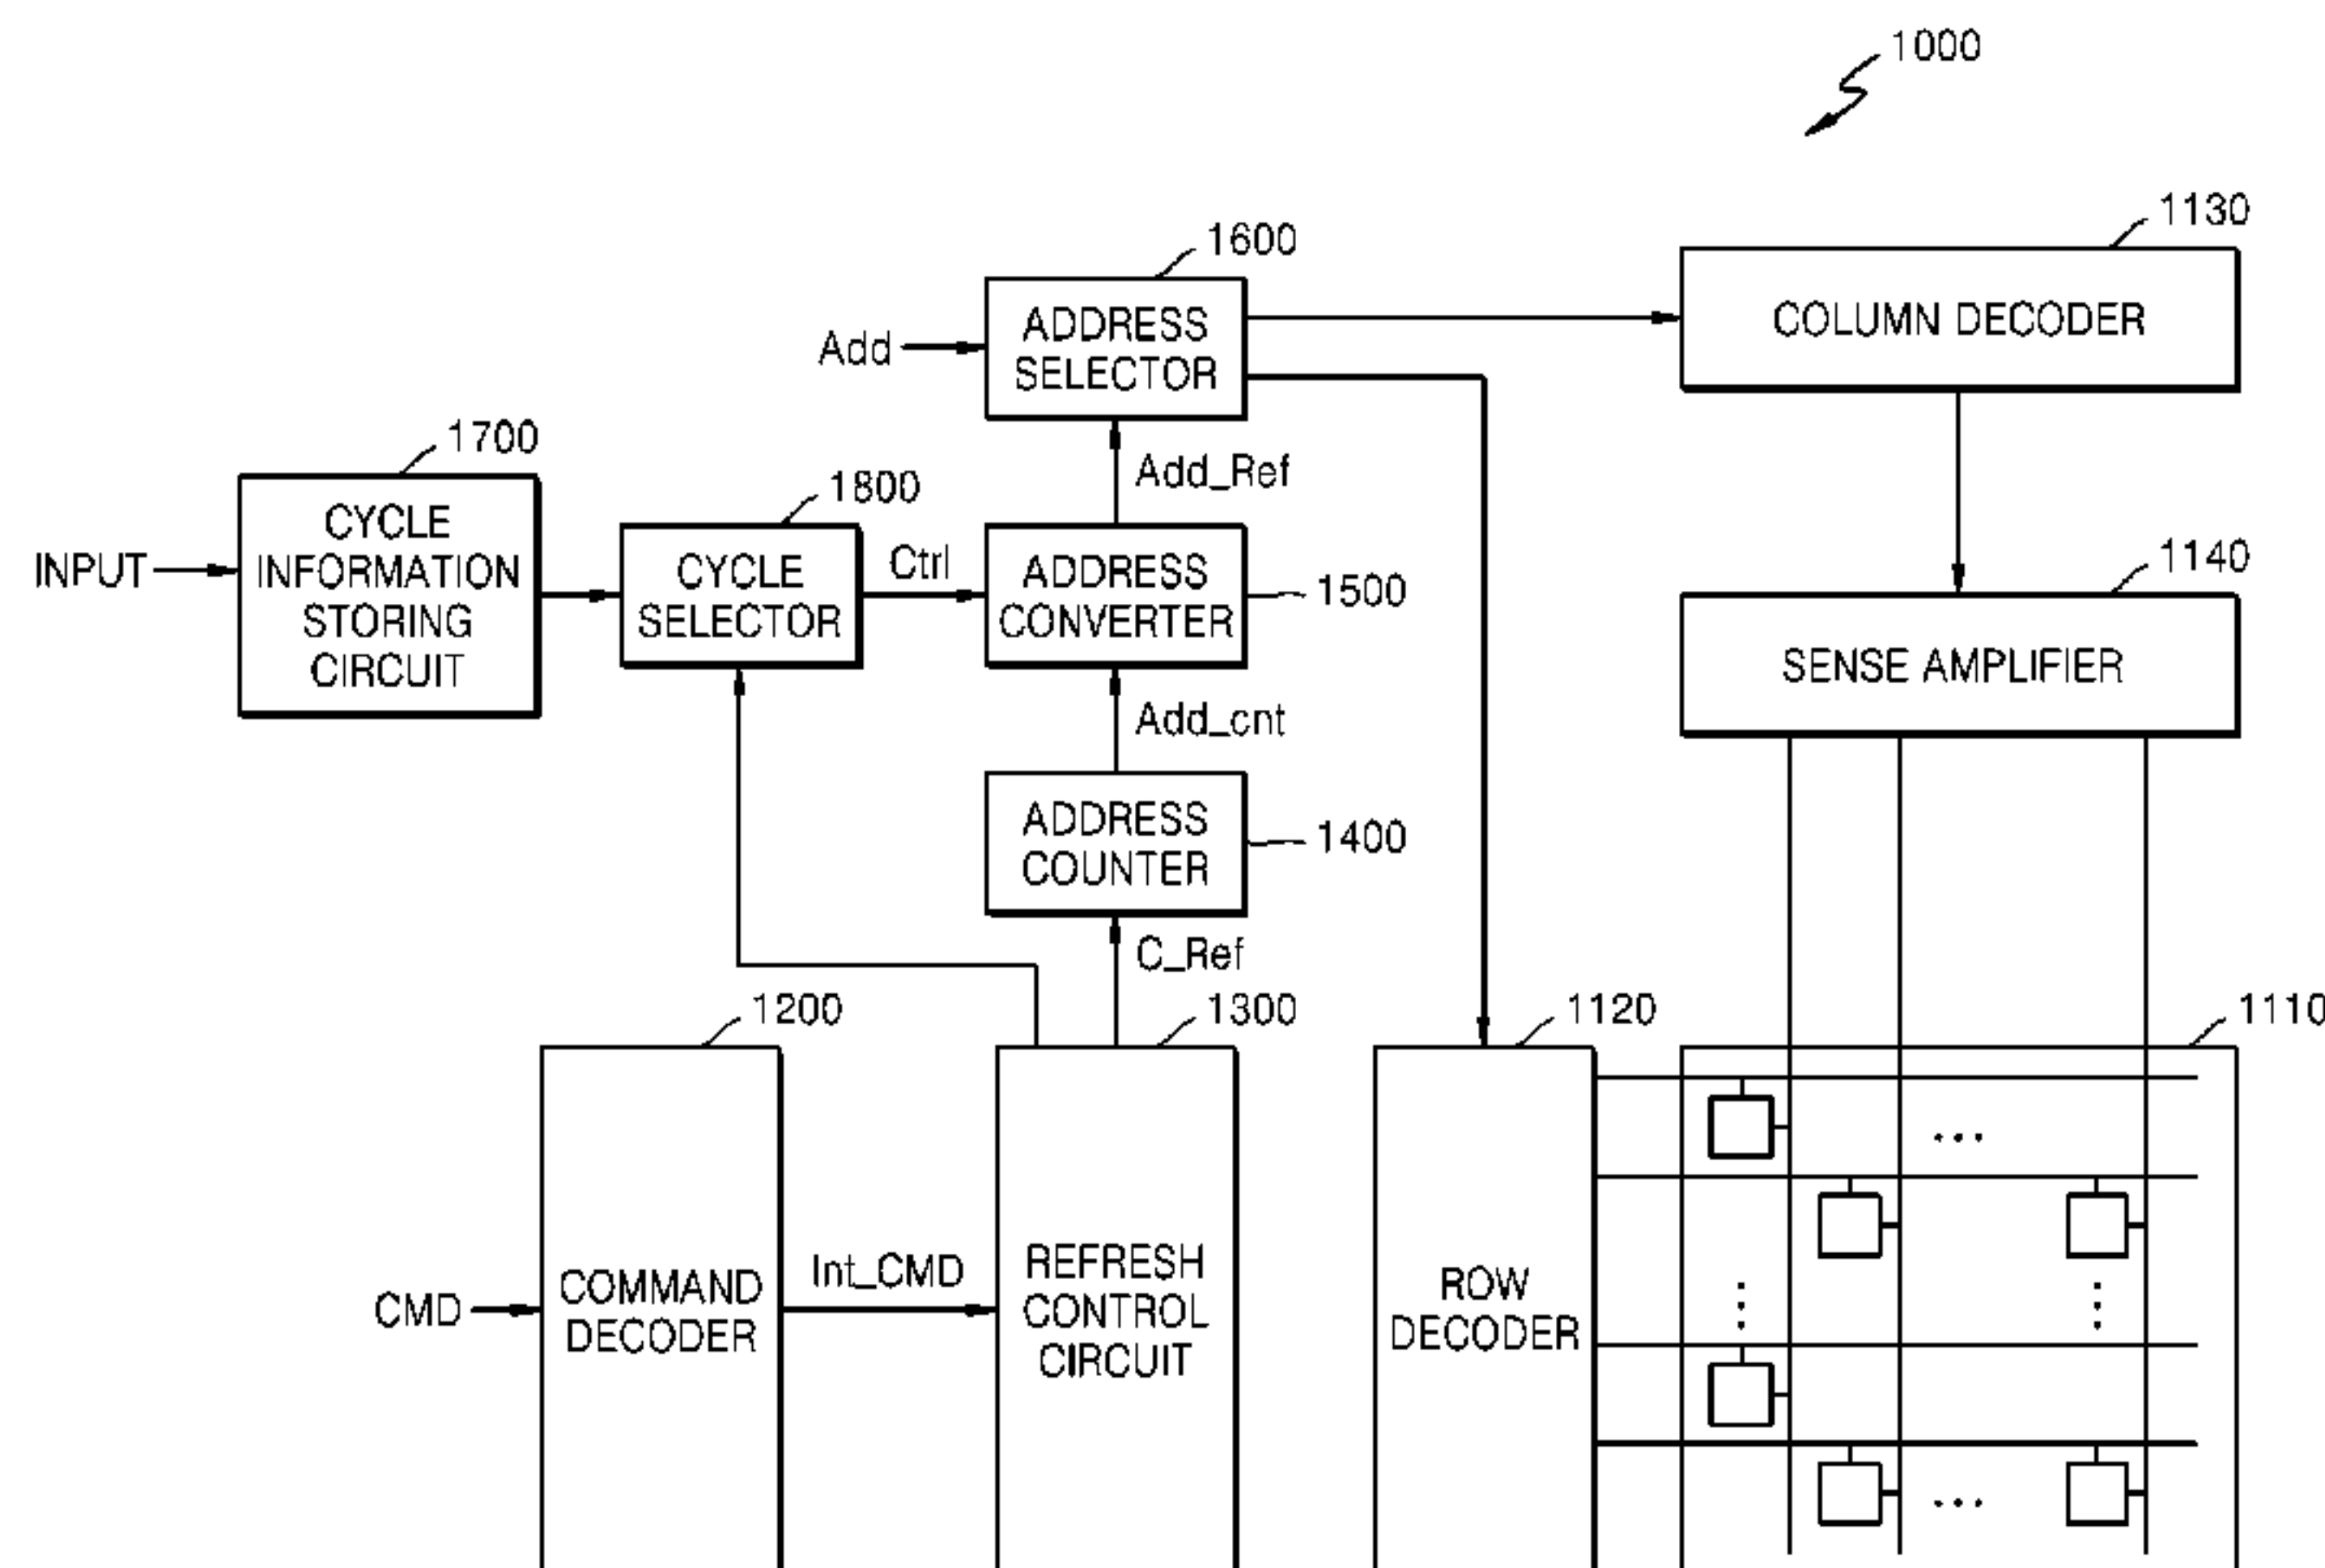 1000
1130
1600
COLUMN DECODER
Add
ADDRESS
SELECTOR
1700
Add_Ref
1800
CYCLE
INFORMATION
STORING
CIRCUIT
INPUT
CYCLE
SELECTOR
Ctrl
ADDRESS
CONVERTER
1500
1140
SENSE AMPLIFIER
Add_cnt
ADDRESS
COUNTER
1400
C_Ref
1200
1300
1120
1110
CMD
COMMAND
DECODER
Int_CMD
REFRESH
CONTROL
CIRCUIT
ROW
DECODER